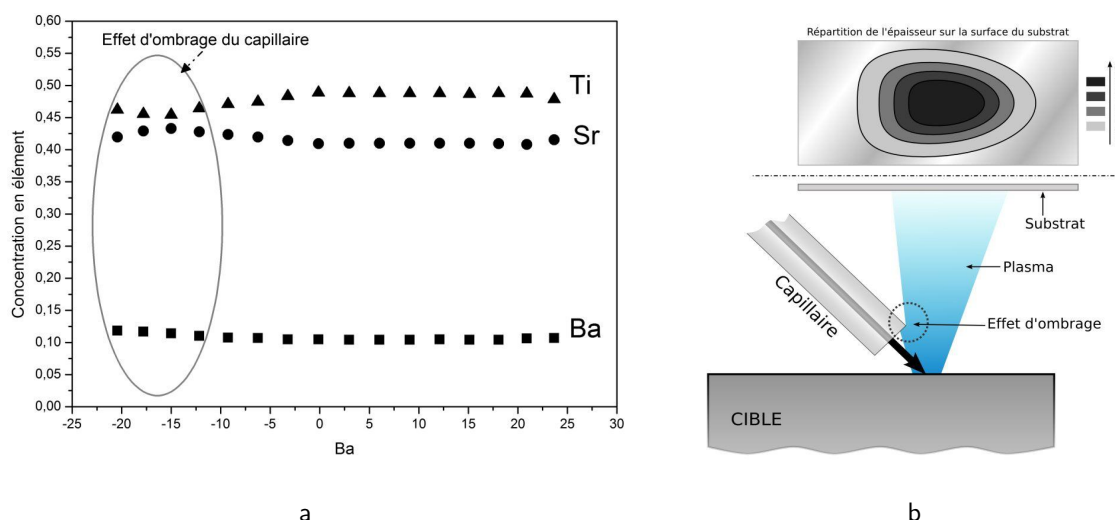 0,60
0,55
0,50
0,45
0,40
0,35
0,30
0,25
0,20
0,15
0,10
0,05
0,00
Concentration en élément
Effet d'ombrage du capillaire
Ti
Sr
Ba
-25 -20 -15 -10 -5 0 5 10 15 20 25 30
Ba
a
Répartition de l'épaisseur sur la surface du substrat
Substrat
Plasma
Capillaire
Effet d'ombrage
CIBLE
b